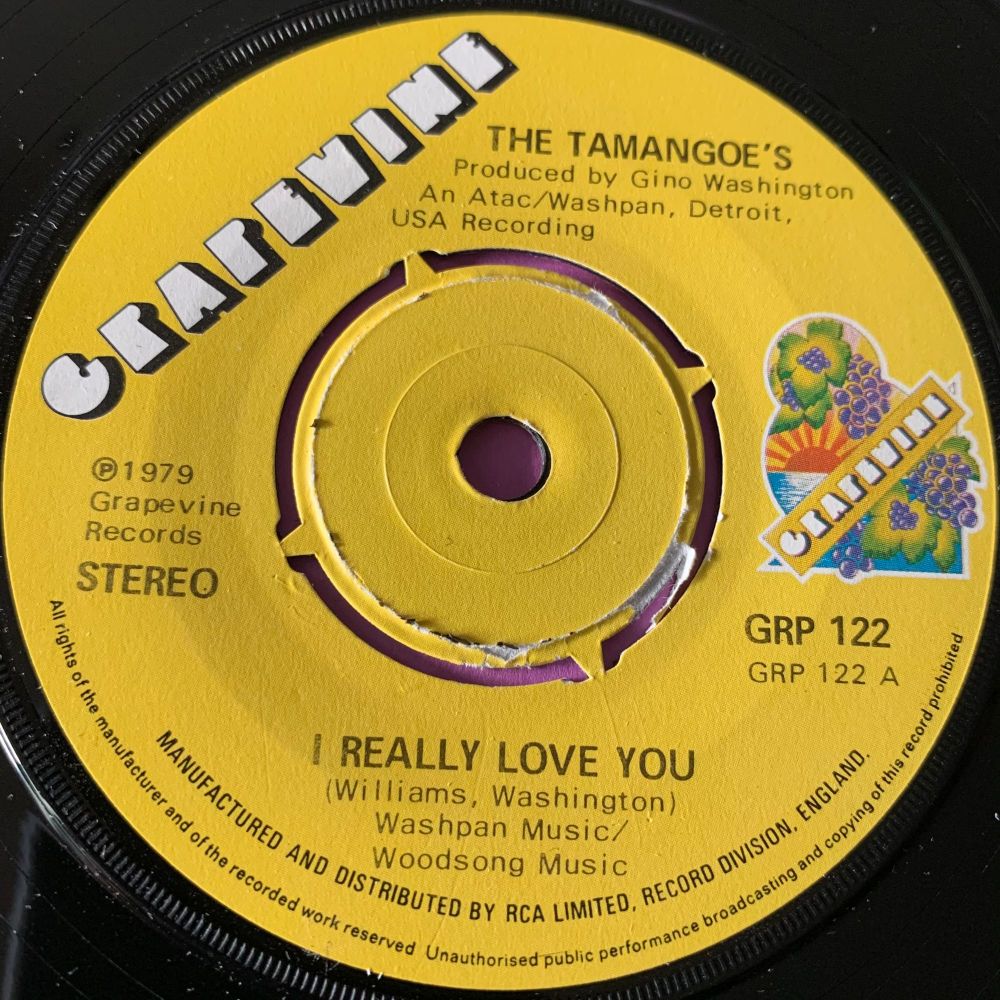 GRAPEVINE
THE TAMANGOE'S
Produced by Gino Washington
An Atac/Washpan, Detroit,
USA Recording
℗1979
Grapevine
Records
STEREO
GRAPEVINE
GRP 122
GRP 122 A
I REALLY LOVE YOU
(Williams, Washington)
Washpan Music/
Woodsong Music
MANUFACTURED AND DISTRIBUTED BY RCA LIMITED, RECORD DIVISION, ENGLAND.
All rights of the manufacturer and of the recorded work reserved Unauthorised public performance broadcasting and copying of this record prohibited